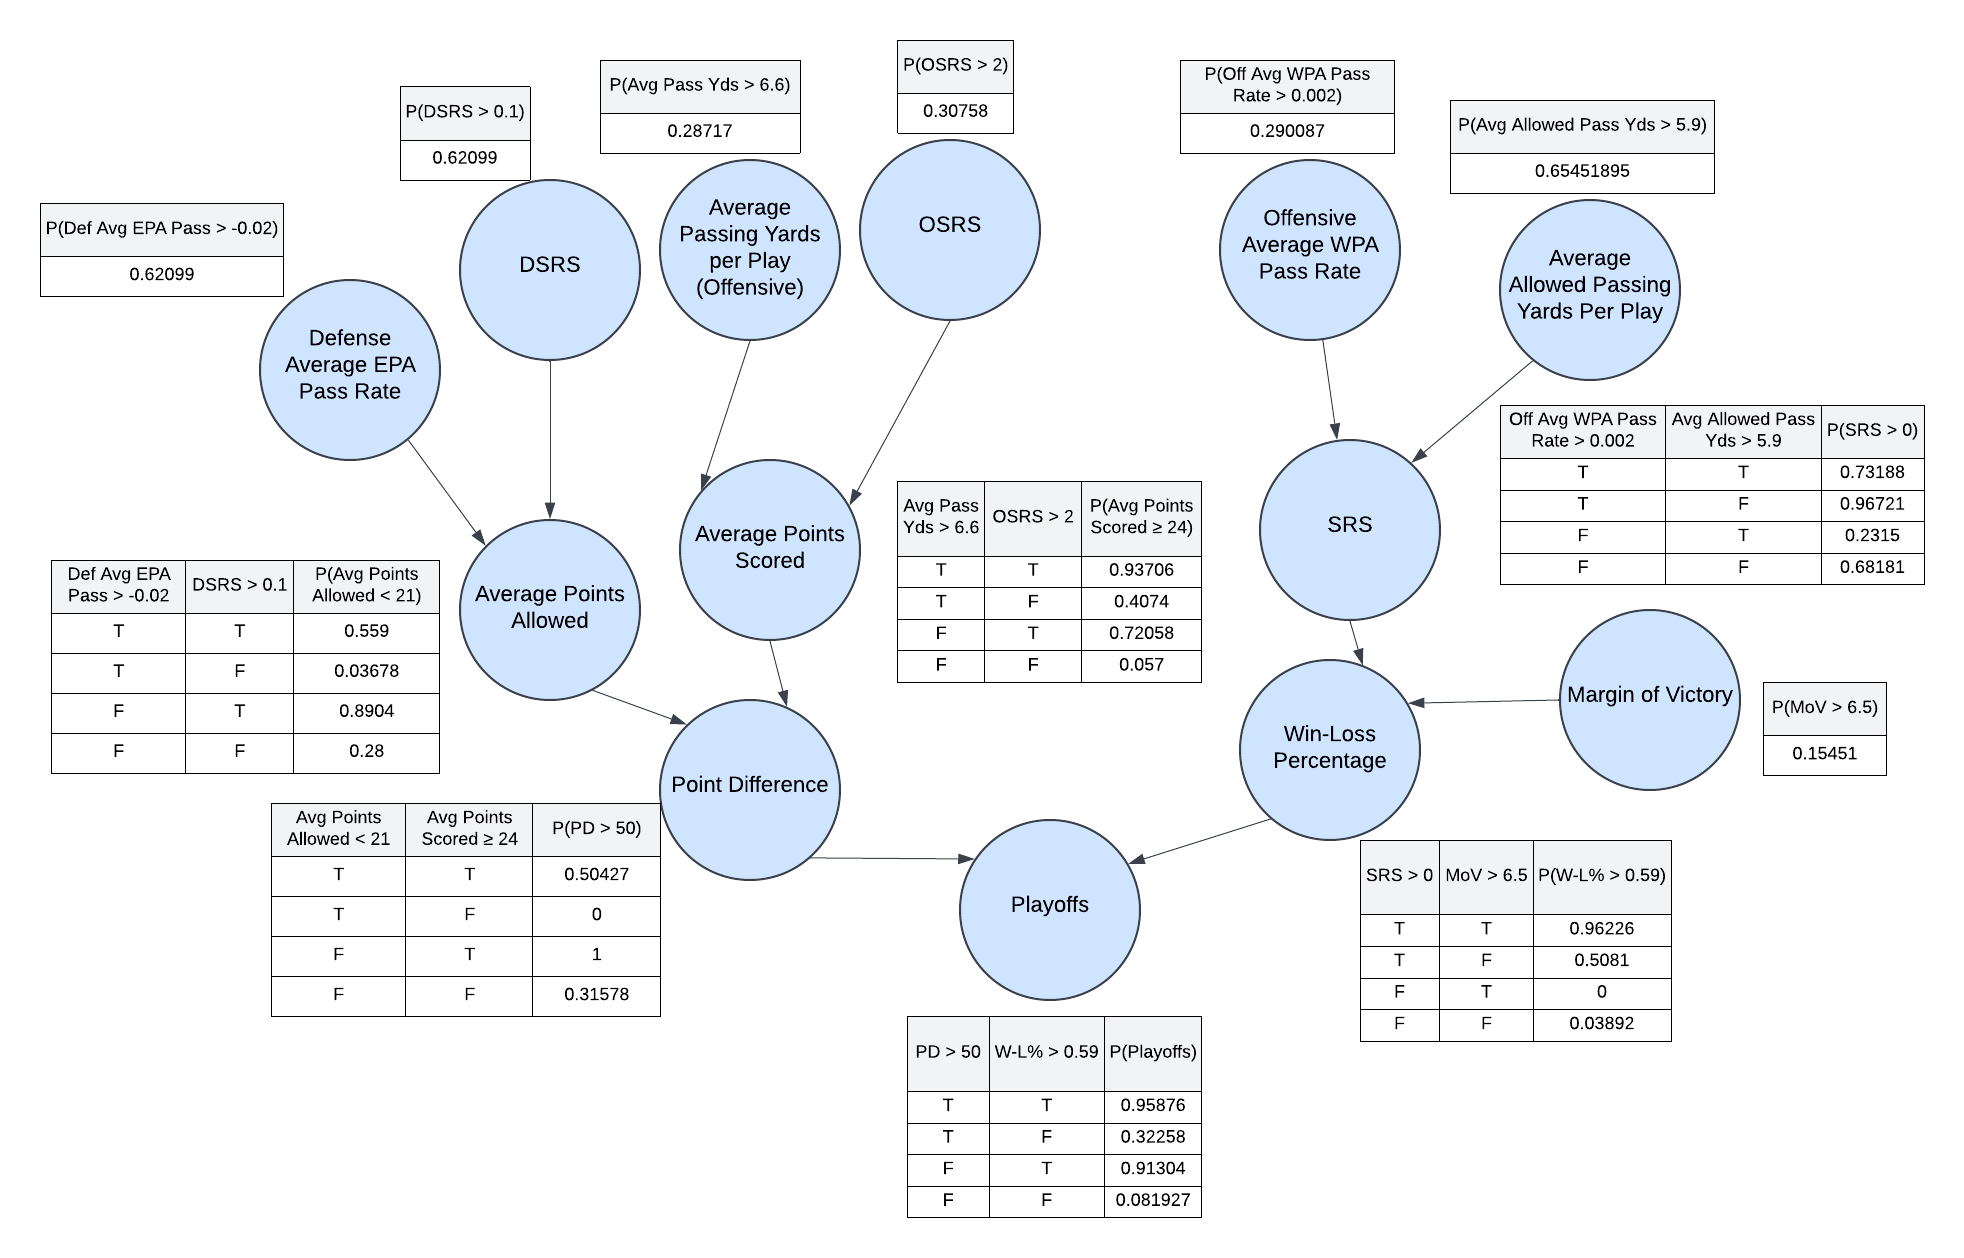 P(OSRS > 2)
0.30758
P(Avg Pass Yds > 6.6)
0.28717
P(Off Avg WPA Pass
Rate > 0.002)
0.290087
P(DSRS > 0.1)
0.62099
P(Avg Allowed Pass Yds > 5.9)
0.65451895
P(Def Avg EPA Pass > -0.02)
0.62099
Defense
Average EPA
Pass Rate
DSRS
Average
Passing Yards
per Play
(Offensive)
OSRS
Offensive
Average WPA
Pass Rate
Average
Allowed Passing
Yards Per Play
Off Avg WPA Pass
Rate > 0.002
Avg Allowed Pass
Yds > 5.9
P(SRS > 0)
T T 0.73188
T F 0.96721
F T 0.2315
F F 0.68181
SRS
Average Points
Scored
Avg Pass
Yds > 6.6
OSRS > 2
P(Avg Points
Scored ≥ 24)
T T 0.93706
T F 0.4074
F T 0.72058
F F 0.057
Average Points
Allowed
Def Avg EPA
Pass > -0.02
DSRS > 0.1
P(Avg Points
Allowed < 21)
T T 0.559
T F 0.03678
F T 0.8904
F F 0.28
Margin of Victory
P(MoV > 6.5)
0.15451
Win-Loss
Percentage
Point Difference
Avg Points
Allowed < 21
Avg Points
Scored ≥ 24
P(PD > 50)
T T 0.50427
T F 0
F T 1
F F 0.31578
Playoffs
SRS > 0 MoV > 6.5 P(W-L% > 0.59)
T T 0.96226
T F 0.5081
F T 0
F F 0.03892
PD > 50 W-L% > 0.59 P(Playoffs)
T T 0.95876
T F 0.32258
F T 0.91304
F F 0.081927